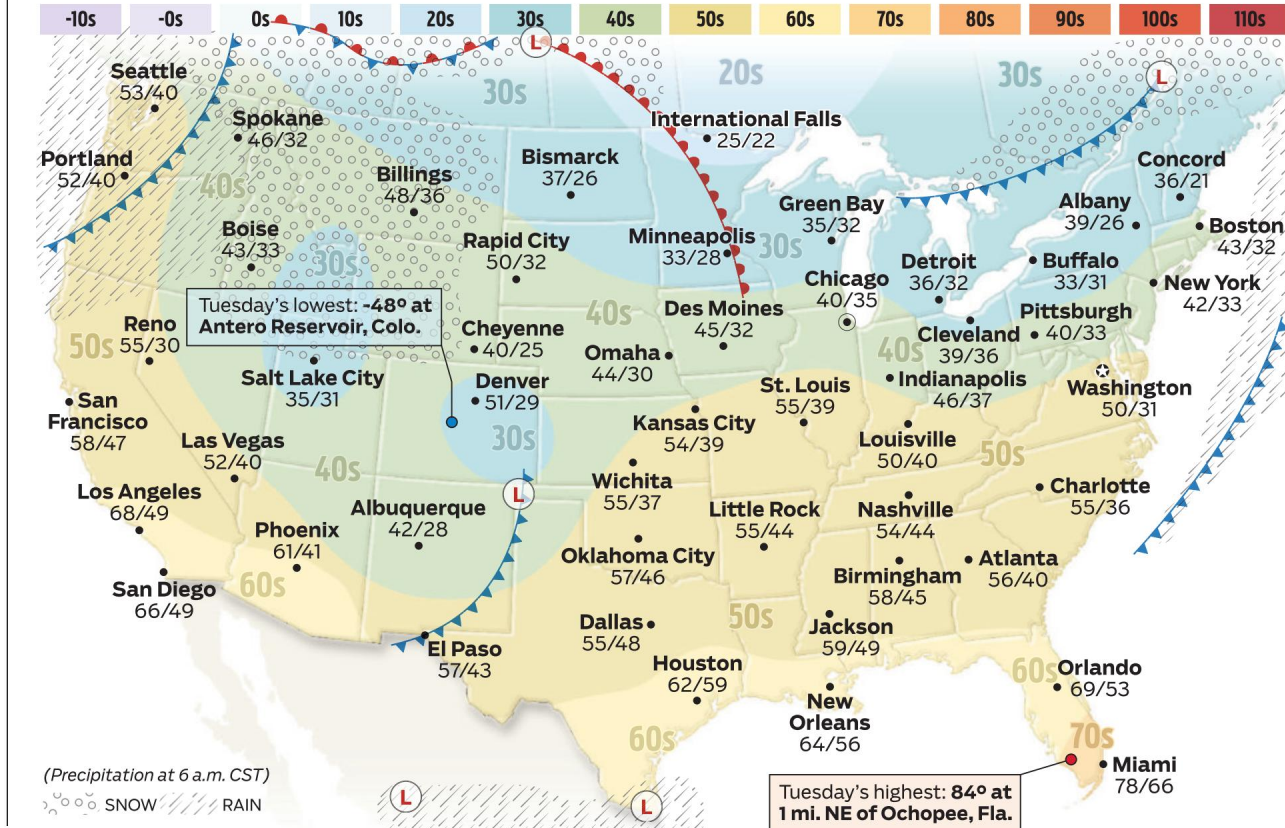 -10s -0s 0s 10s 20s 30s 40s 50s 60s 70s 80s 90s 100s 110s
L
L
20s
30s
30s
Seattle
53/40
Spokane
46/32
International Falls
25/22
Portland
52/40
40s
Billings
48/36
Bismarck
37/26
Concord
36/21
Green Bay
35/32
Albany
39/26
Boise
43/33
Rapid City
50/32
Minneapolis
33/28
30s
Boston
43/32
30s
Chicago
40/35
Detroit
36/32
Buffalo
33/31
New York
42/33
Tuesday's lowest: -48º at
Antero Reservoir, Colo.
40s
Des Moines
45/32
Pittsburgh
40/33
Reno
55/30
50s
Cheyenne
40/25
Omaha
44/30
Cleveland
39/36
40s
Salt Lake City
35/31
Denver
51/29
St. Louis
55/39
Indianapolis
46/37
Washington
50/31
San
Francisco
58/47
30s
Kansas City
54/39
Louisville
50/40
50s
Las Vegas
52/40
40s
Wichita
55/37
Los Angeles
68/49
L
Albuquerque
42/28
Little Rock
55/44
Nashville
54/44
Charlotte
55/36
Phoenix
61/41
Oklahoma City
57/46
Atlanta
56/40
San Diego
66/49
60s
Birmingham
58/45
Dallas
55/48
50s
Jackson
59/49
El Paso
57/43
Houston
62/59
60s
Orlando
69/53
New
Orleans
64/56
60s
70s
Miami
78/66
(Precipitation at 6 a.m. CST)
SNOW RAIN
L
L
Tuesday's highest: 84º at
1 mi. NE of Ochopee, Fla.